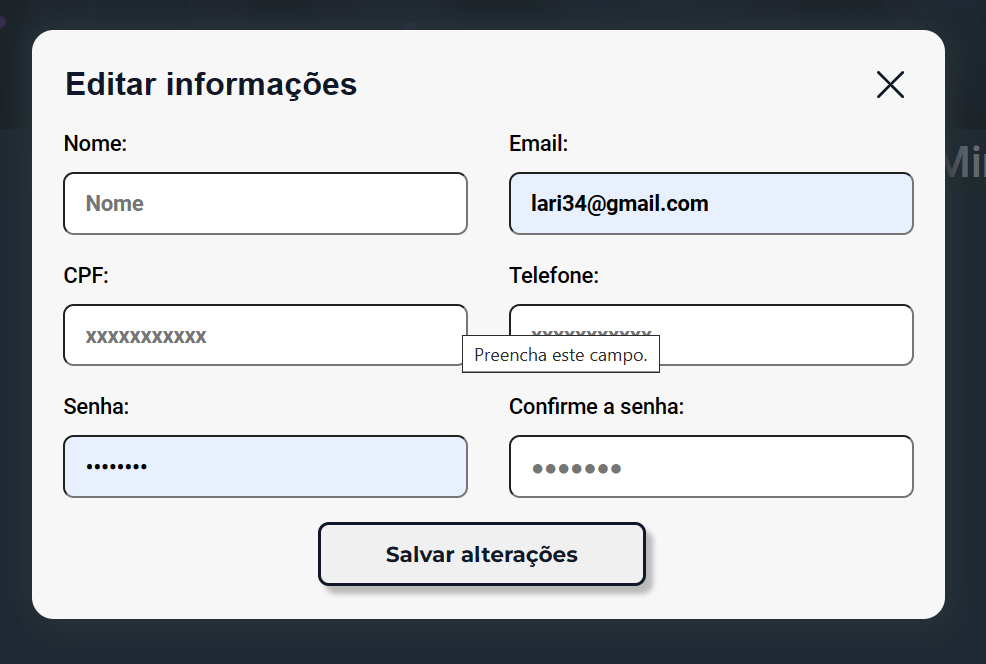 Editar informações
Nome:
Email:
Nome
lari34@gmail.com
CPF:
Telefone:
xxxxxxxxxxx
xxxxxxxxxxx
Preencha este campo.
Senha:
Confirme a senha:
••••••••
●●●●●●●
Salvar alterações